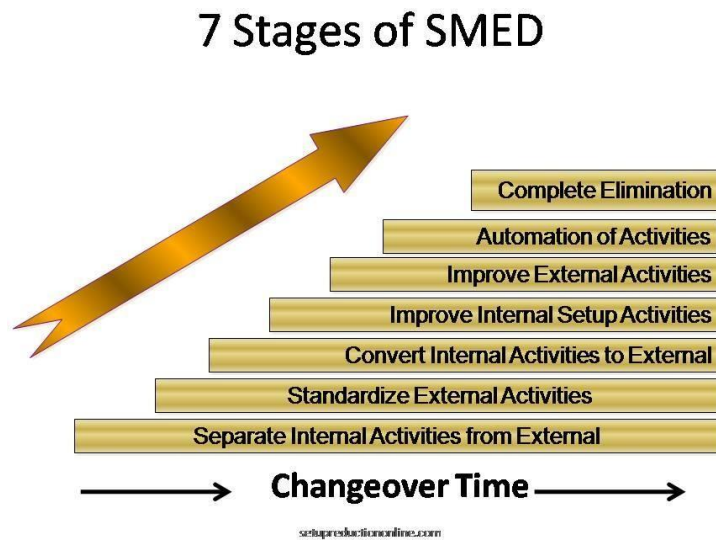 7 Stages of SMED
Complete Elimination
Automation of Activities
Improve External Activities
Improve Internal Setup Activities
Convert Internal Activities to External
Standardize External Activities
Separate Internal Activities from External
Changeover Time
setupreductiononline.com